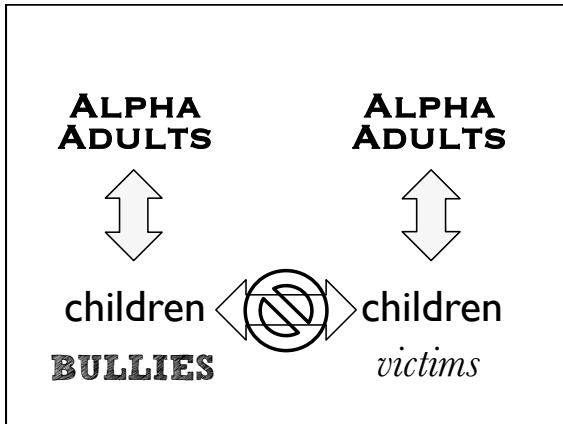 ALPHA ADULTS
ALPHA ADULTS
children
children
BULLIES
victims